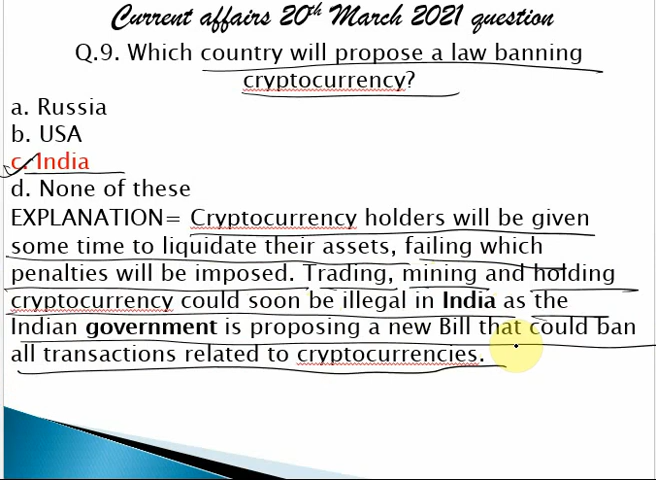 Current affairs 20th March 2021 question
Q.9. Which country will propose a law banning
cryptocurrency?
a. Russia
b. USA
c. India
d. None of these
EXPLANATION= Cryptocurrency holders will be given
some time to liquidate their assets, failing which
penalties will be imposed. Trading, mining and holding
cryptocurrency could soon be illegal in India as the
Indian government is proposing a new Bill that could ban
all transactions related to cryptocurrencies.